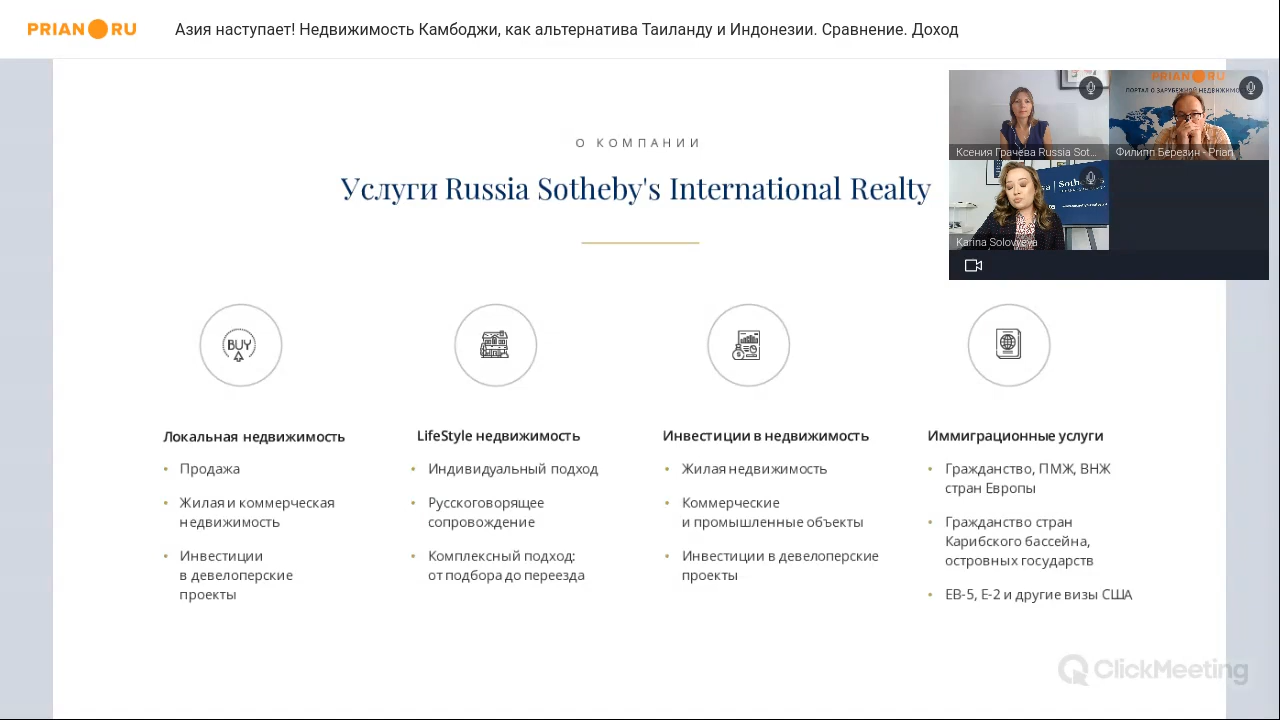 PRIAN RU
Азия наступает! Недвижимость Камбоджи, как альтернатива Таиланду и Индонезии. Сравнение. Доход
PRIAN RU
Ксения Грачева Russia Sot...
Филипп Березин - Prian
Karina Solovyeva
О КОМПАНИИ
Услуги Russia Sotheby's International Realty
BUY
Локальная недвижимость
• Продажа
• Жилая и коммерческая
недвижимость
• Инвестиции
в девелоперские
проекты
LifeStyle недвижимость
• Индивидуальный подход
• Русскоговорящее
сопровождение
• Комплексный подход:
от подбора до переезда
Инвестиции в недвижимость
• Жилая недвижимость
• Коммерческие
и промышленные объекты
• Инвестиции в девелоперские
проекты
Иммиграционные услуги
• Гражданство, ПМЖ, ВНЖ
стран Европы
• Гражданство стран
Карибского бассейна,
островных государств
• EB-5, E-2 и другие визы США
ClickMeeting